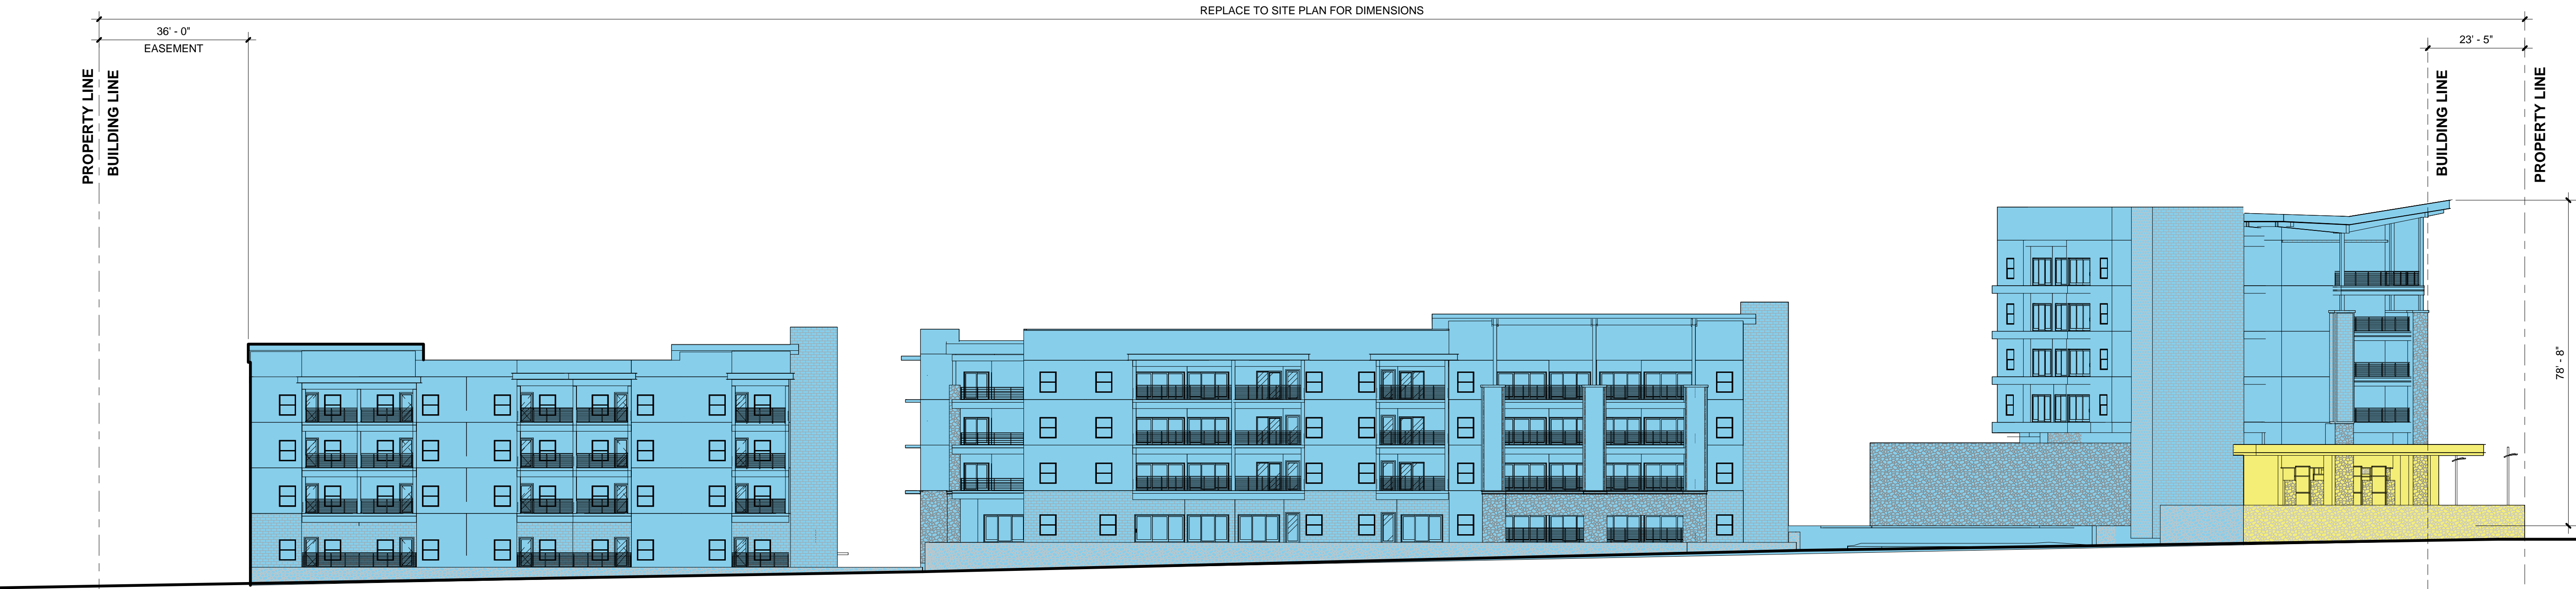 REPLACE TO SITE PLAN FOR DIMENSIONS
36' - 0"
EASEMENT
23' - 5"
PROPERTY LINE
BUILDING LINE
BUILDING LINE
PROPERTY LINE
78' - 8"